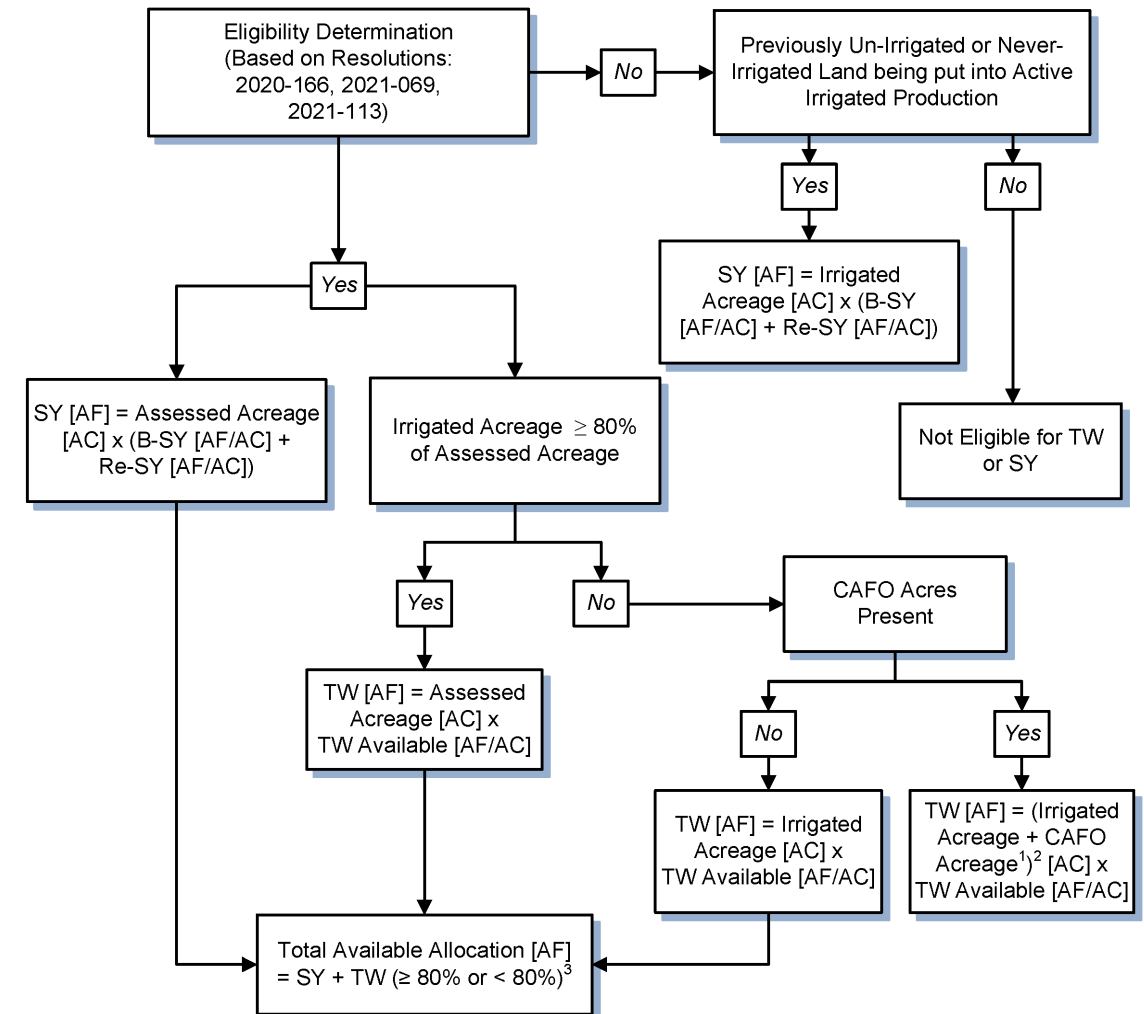 Eligibility Determination
(Based on Resolutions:
2020-166, 2021-069,
2021-113)
No
Previously Un-Irrigated or Never-
Irrigated Land being put into Active
Irrigated Production
Yes
No
SY [AF] = Irrigated
Acreage [AC] x (B-SY
[AF/AC] + Re-SY [AF/AC])
Not Eligible for TW
or SY
Yes
SY [AF] = Assessed Acreage
[AC] x (B-SY [AF/AC] +
Re-SY [AF/AC])
Irrigated Acreage ≥ 80%
of Assessed Acreage
Yes
No
CAFO Acres
Present
TW [AF] = Assessed
Acreage [AC] x
TW Available [AF/AC]
No
Yes
TW [AF] = Irrigated
Acreage [AC] x
TW Available [AF/AC]
TW [AF] = (Irrigated
Acreage + CAFO
Acreage¹)² [AC] x
TW Available [AF/AC]
Total Available Allocation [AF]
= SY + TW (≥ 80% or < 80%)³